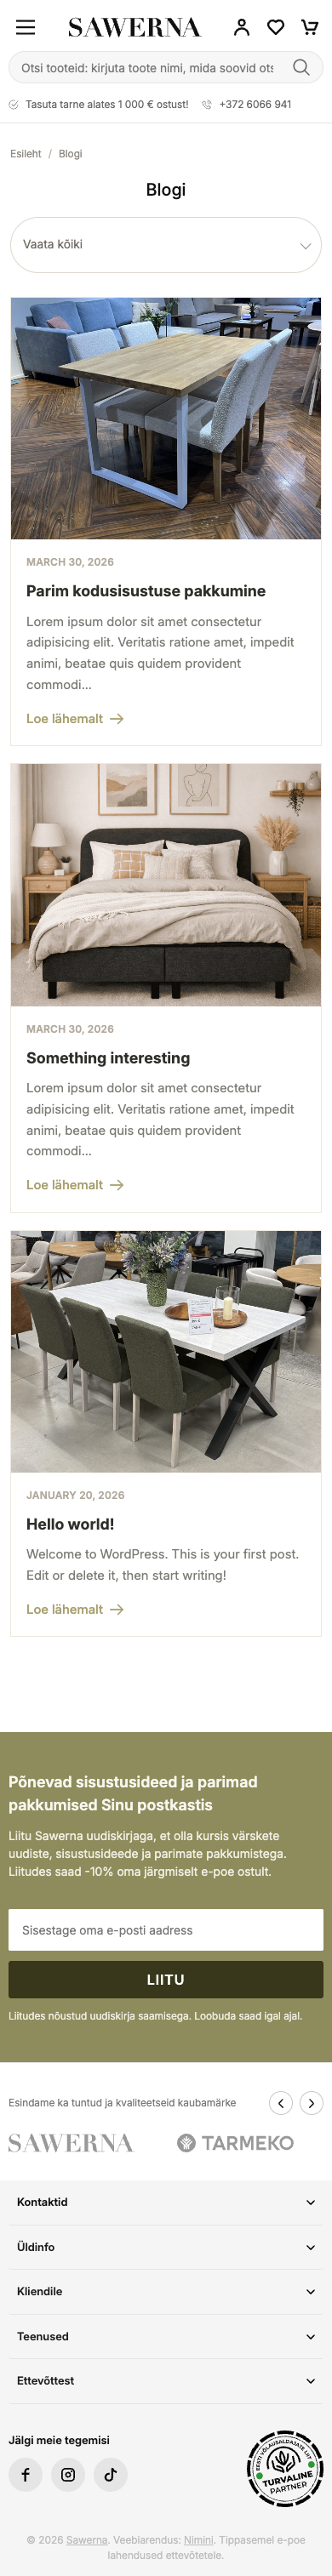 SAWERNA
Otsi tooteid: kirjuta toote nimi, mida soovid ots
Tasuta tarne alates 1 000 € ostust!
+372 6066 941
Esileht / Blogi
Blogi
Vaata kõiki
MARCH 30, 2026
Parim kodusisustuse pakkumine
Lorem ipsum dolor sit amet consectetur
adipisicing elit. Veritatis ratione amet, impedit
animi, beatae quis quidem provident
commodi...
Loe lähemalt
MARCH 30, 2026
Something interesting
Lorem ipsum dolor sit amet consectetur
adipisicing elit. Veritatis ratione amet, impedit
animi, beatae quis quidem provident
commodi...
Loe lähemalt
JANUARY 20, 2026
Hello world!
Welcome to WordPress. This is your first post.
Edit or delete it, then start writing!
Loe lähemalt
Põnevad sisustusideed ja parimad
pakkumised Sinu postkastis
Liitu Sawerna uudiskirjaga, et olla kursis värskete
uudiste, sisustusideede ja parimate pakkumistega.
Liitudes saad -10% oma järgmiselt e-poe ostult.
Sisestage oma e-posti aadress
LIITU
Liitudes nõustud uudiskirja saamisega. Loobuda saad igal ajal.
Esindame ka tuntud ja kvaliteetseid kaubamärke
SAWERNA
TARMEKO
Kontaktid
Üldinfo
Kliendile
Teenused
Ettevõttest
Jälgi meie tegemisi
EESTI VÕLAUSALDAJATE LIIT
TURVALINE
PARTNER
© 2026 Sawerna. Veebiarendus: Nimini. Tippasemel e-poe
lahendused ettevõtetele.